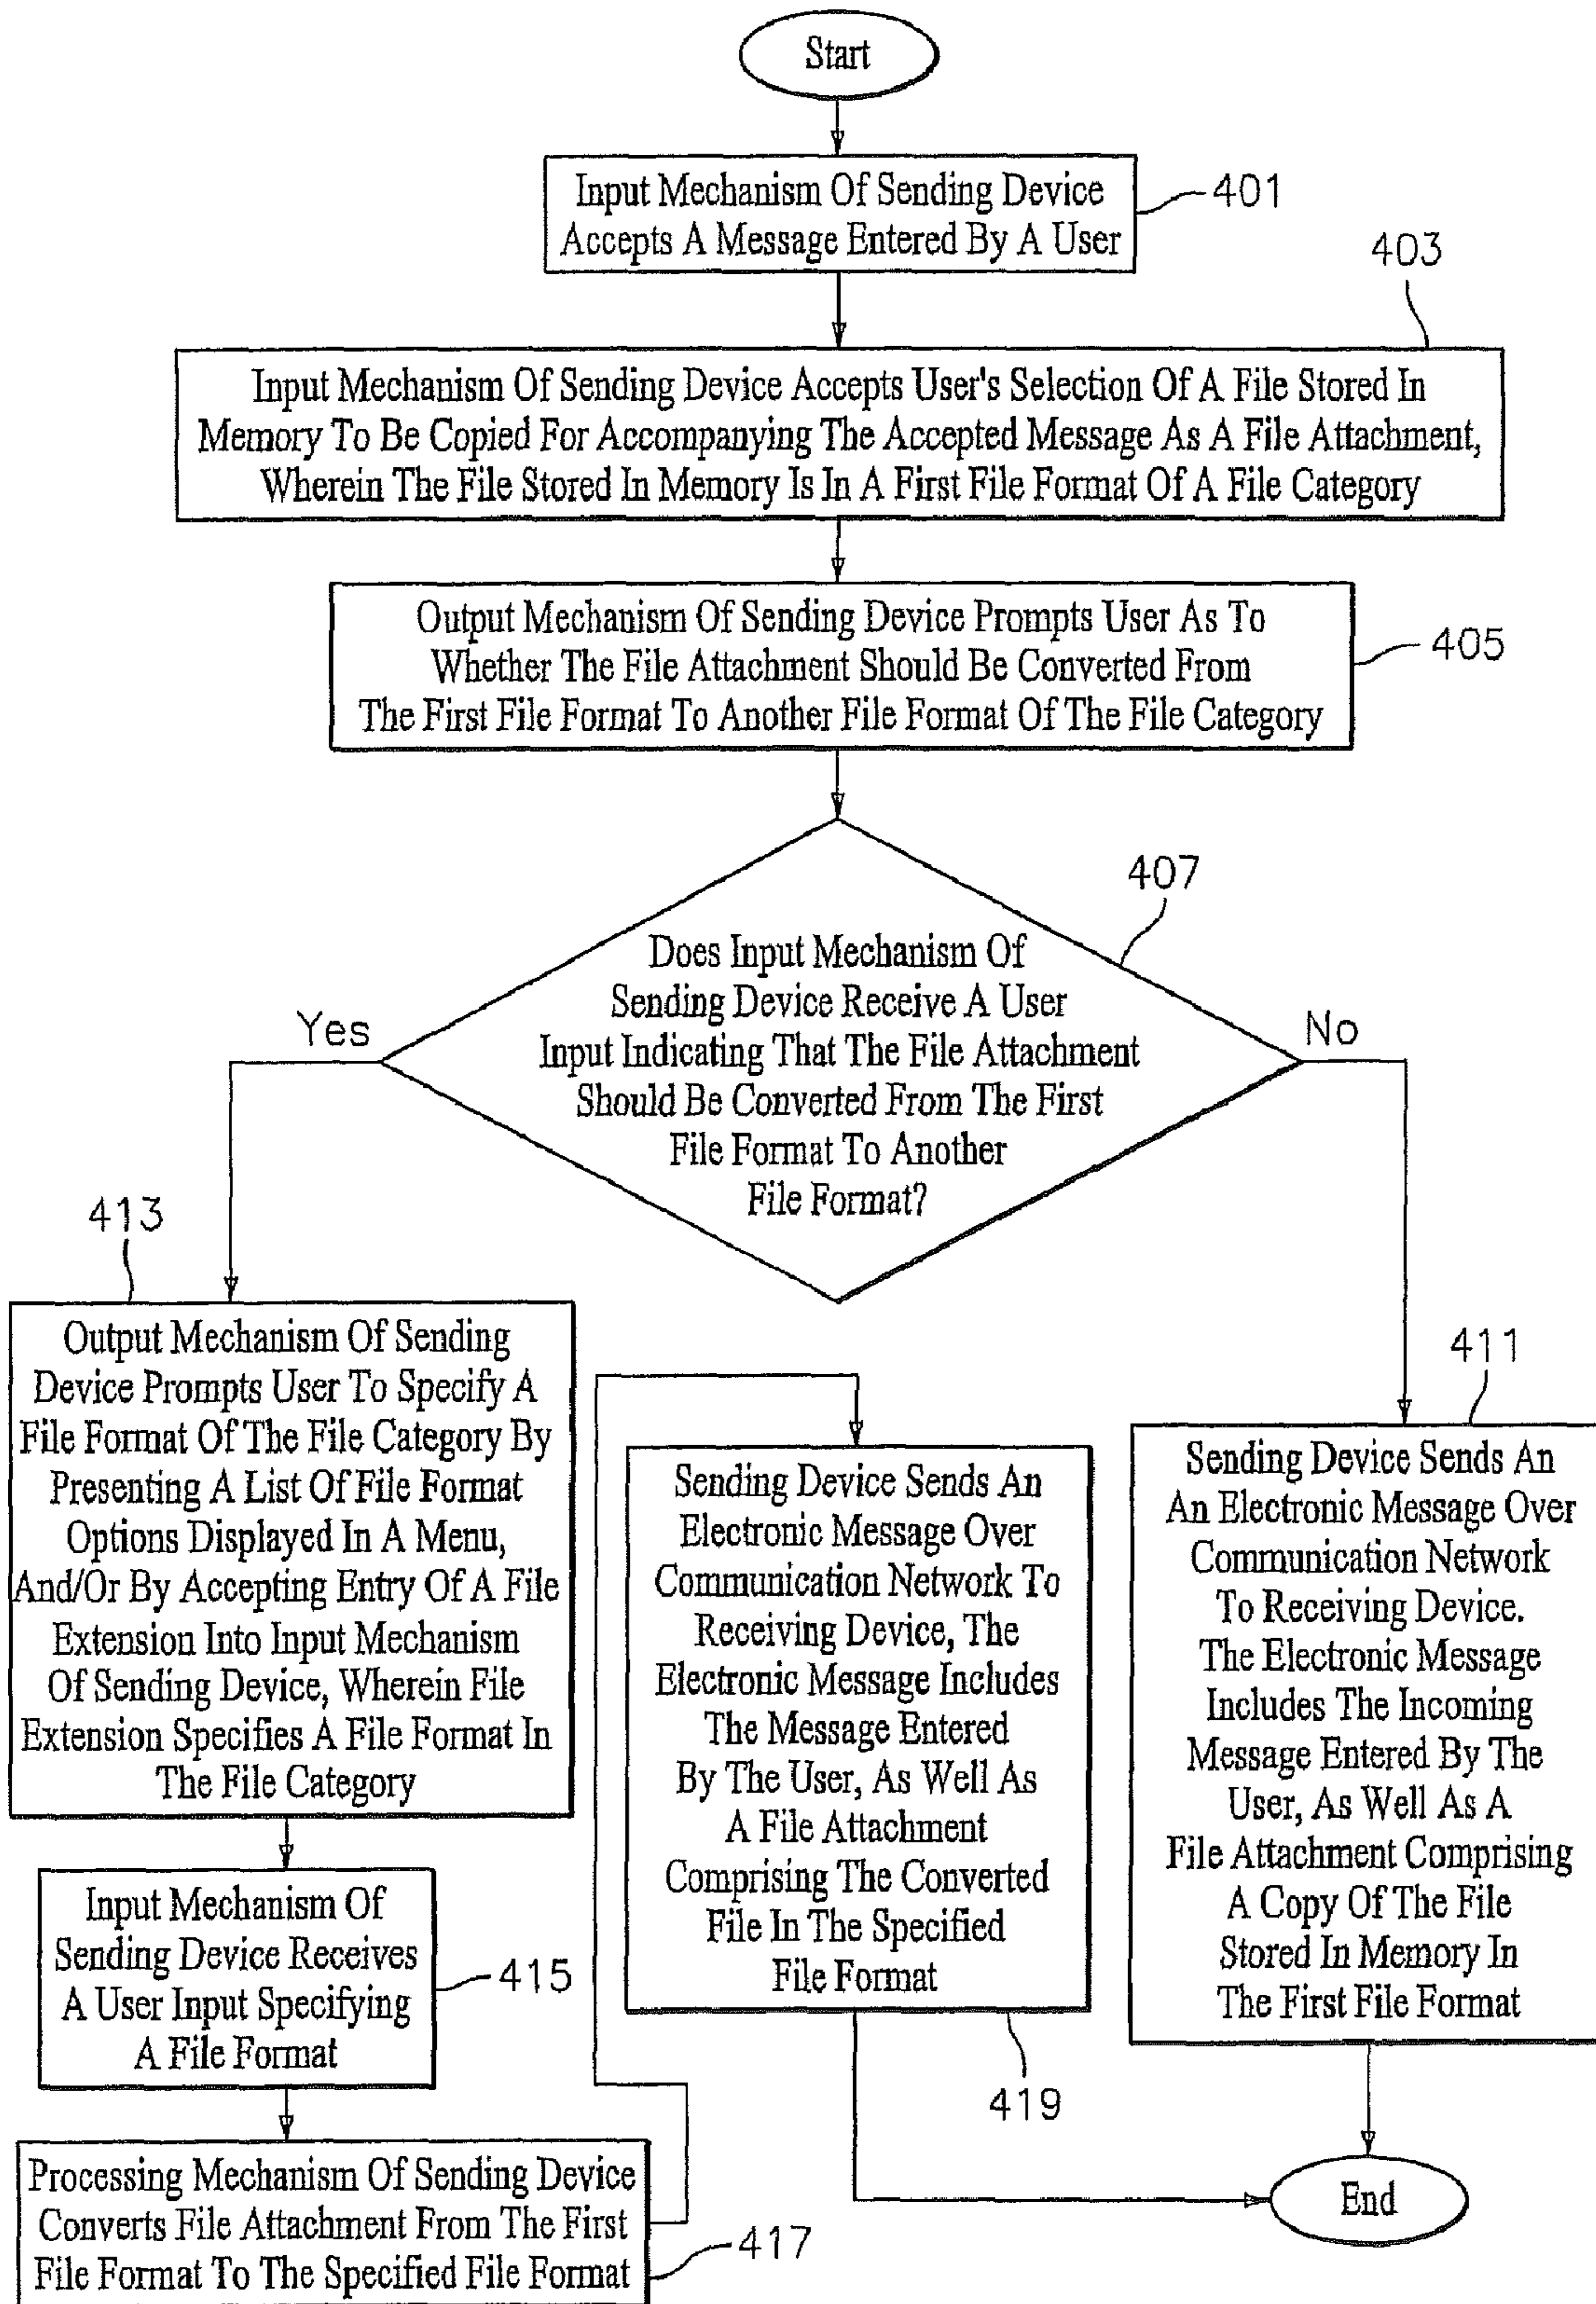 Start
Input Mechanism Of Sending Device
Accepts A Message Entered By A User
401
403
Input Mechanism Of Sending Device Accepts User's Selection Of A File Stored In
Memory To Be Copied For Accompanying The Accepted Message As A File Attachment,
Wherein The File Stored In Memory Is In A First File Format Of A File Category
Output Mechanism Of Sending Device Prompts User As To
Whether The File Attachment Should Be Converted From
The First File Format To Another File Format Of The File Category
405
407
Does Input Mechanism Of
Sending Device Receive A User
Input Indicating That The File Attachment
Should Be Converted From The First
File Format To Another
File Format?
Yes
No
413
Output Mechanism Of Sending
Device Prompts User To Specify A
File Format Of The File Category By
Presenting A List Of File Format
Options Displayed In A Menu,
And/Or By Accepting Entry Of A File
Extension Into Input Mechanism
Of Sending Device, Wherein File
Extension Specifies A File Format In
The File Category
Input Mechanism Of
Sending Device Receives
A User Input Specifying
A File Format
415
Processing Mechanism Of Sending Device
Converts File Attachment From The First
File Format To The Specified File Format
417
Sending Device Sends An
Electronic Message Over
Communication Network To
Receiving Device, The
Electronic Message Includes
The Message Entered
By The User, As Well As
A File Attachment
Comprising The Converted
File In The Specified
File Format
419
411
Sending Device Sends An
An Electronic Message Over
Communication Network
To Receiving Device.
The Electronic Message
Includes The Incoming
Message Entered By The
User, As Well As A
File Attachment Comprising
A Copy Of The File
Stored In Memory In
The First File Format
End